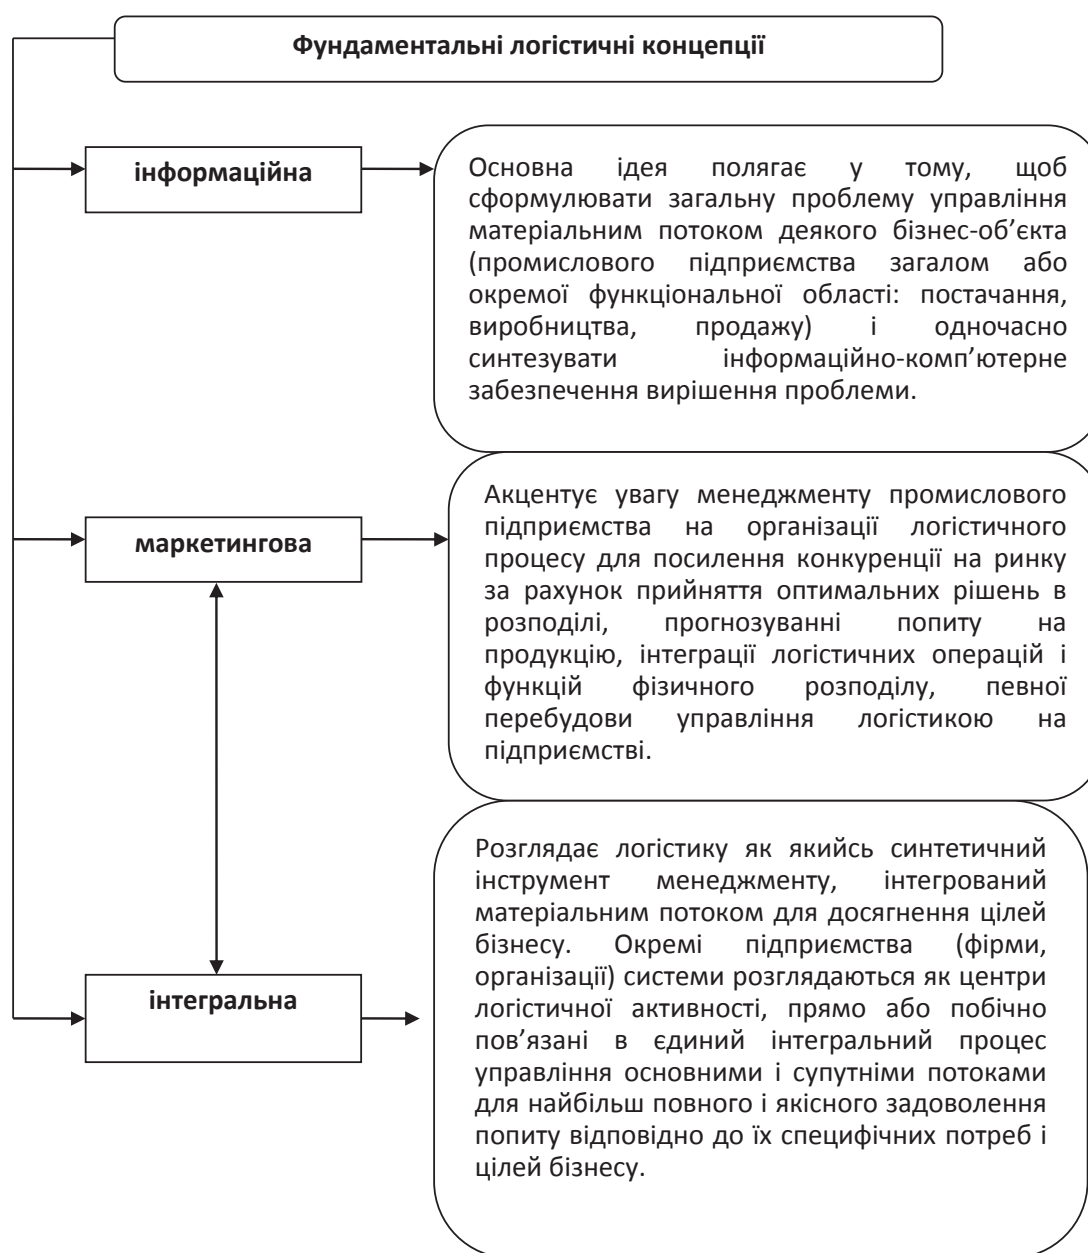 Фундаментальні логістичні концепції
інформаційна
Основна ідея полягає у тому, щоб
сформулювати загальну проблему управління
матеріальним потоком деякого бізнес-об’єкта
(промислового підприємства загалом або
окремої функціональної області: постачання,
виробництва, продажу) і одночасно
синтезувати інформаційно-комп’ютерне
забезпечення вирішення проблеми.
маркетингова
Акцентує увагу менеджменту промислового
підприємства на організації логістичного
процесу для посилення конкуренції на ринку
за рахунок прийняття оптимальних рішень в
розподілі, прогнозуванні попиту на
продукцію, інтеграції логістичних операцій і
функцій фізичного розподілу, певної
перебудови управління логістикою на
підприємстві.
інтегральна
Розглядає логістику як якийсь синтетичний
інструмент менеджменту, інтегрований
матеріальним потоком для досягнення цілей
бізнесу. Окремі підприємства (фірми,
організації) системи розглядаються як центри
логістичної активності, прямо або побічно
пов’язані в єдиний інтегральний процес
управління основними і супутніми потоками
для найбільш повного і якісного задоволення
попиту відповідно до їх специфічних потреб і
цілей бізнесу.